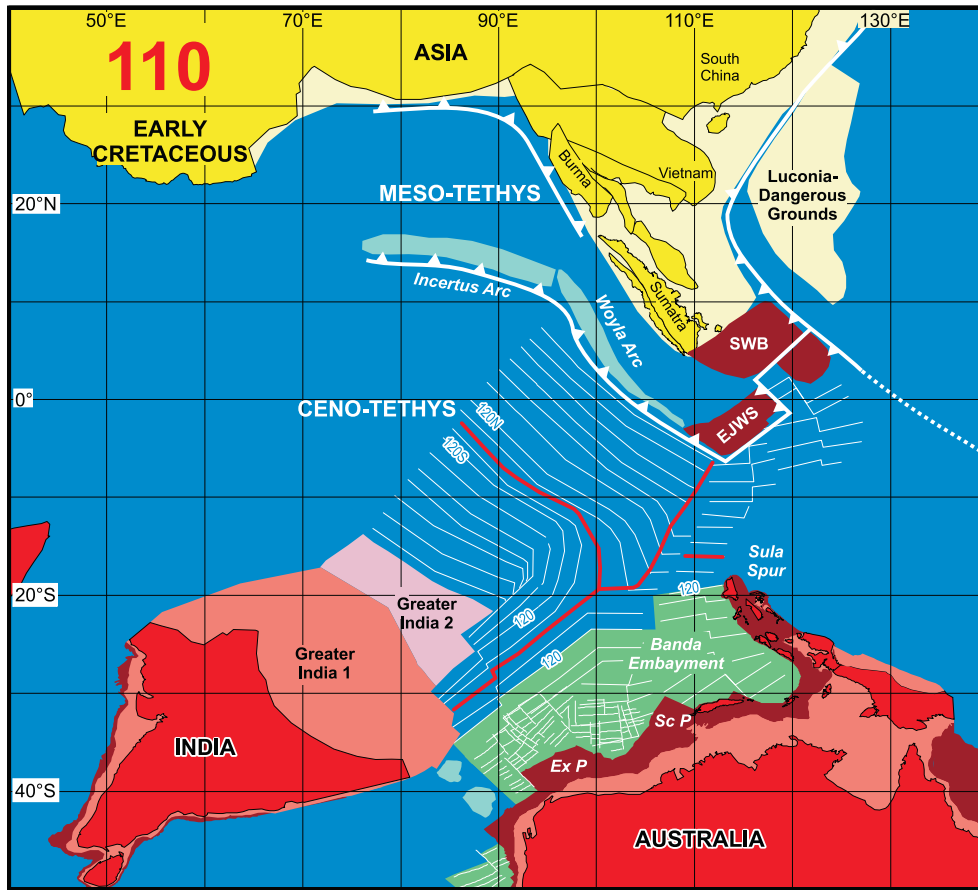 50°E
70°E
90°E
110°E
130°E
110
ASIA
South
China
EARLY
CRETACEOUS
Burma
Vietnam
Luconia-
Dangerous
Grounds
20°N
MESO-TETHYS
Incertus Arc
Woyla Arc
Sumatra
SWB
0°
CENO-TETHYS
120N
120S
EJWS
Sula
Spur
20°S
120
120
120
Greater
India 2
Greater
India 1
Banda
Embayment
Sc P
INDIA
Ex P
40°S
AUSTRALIA